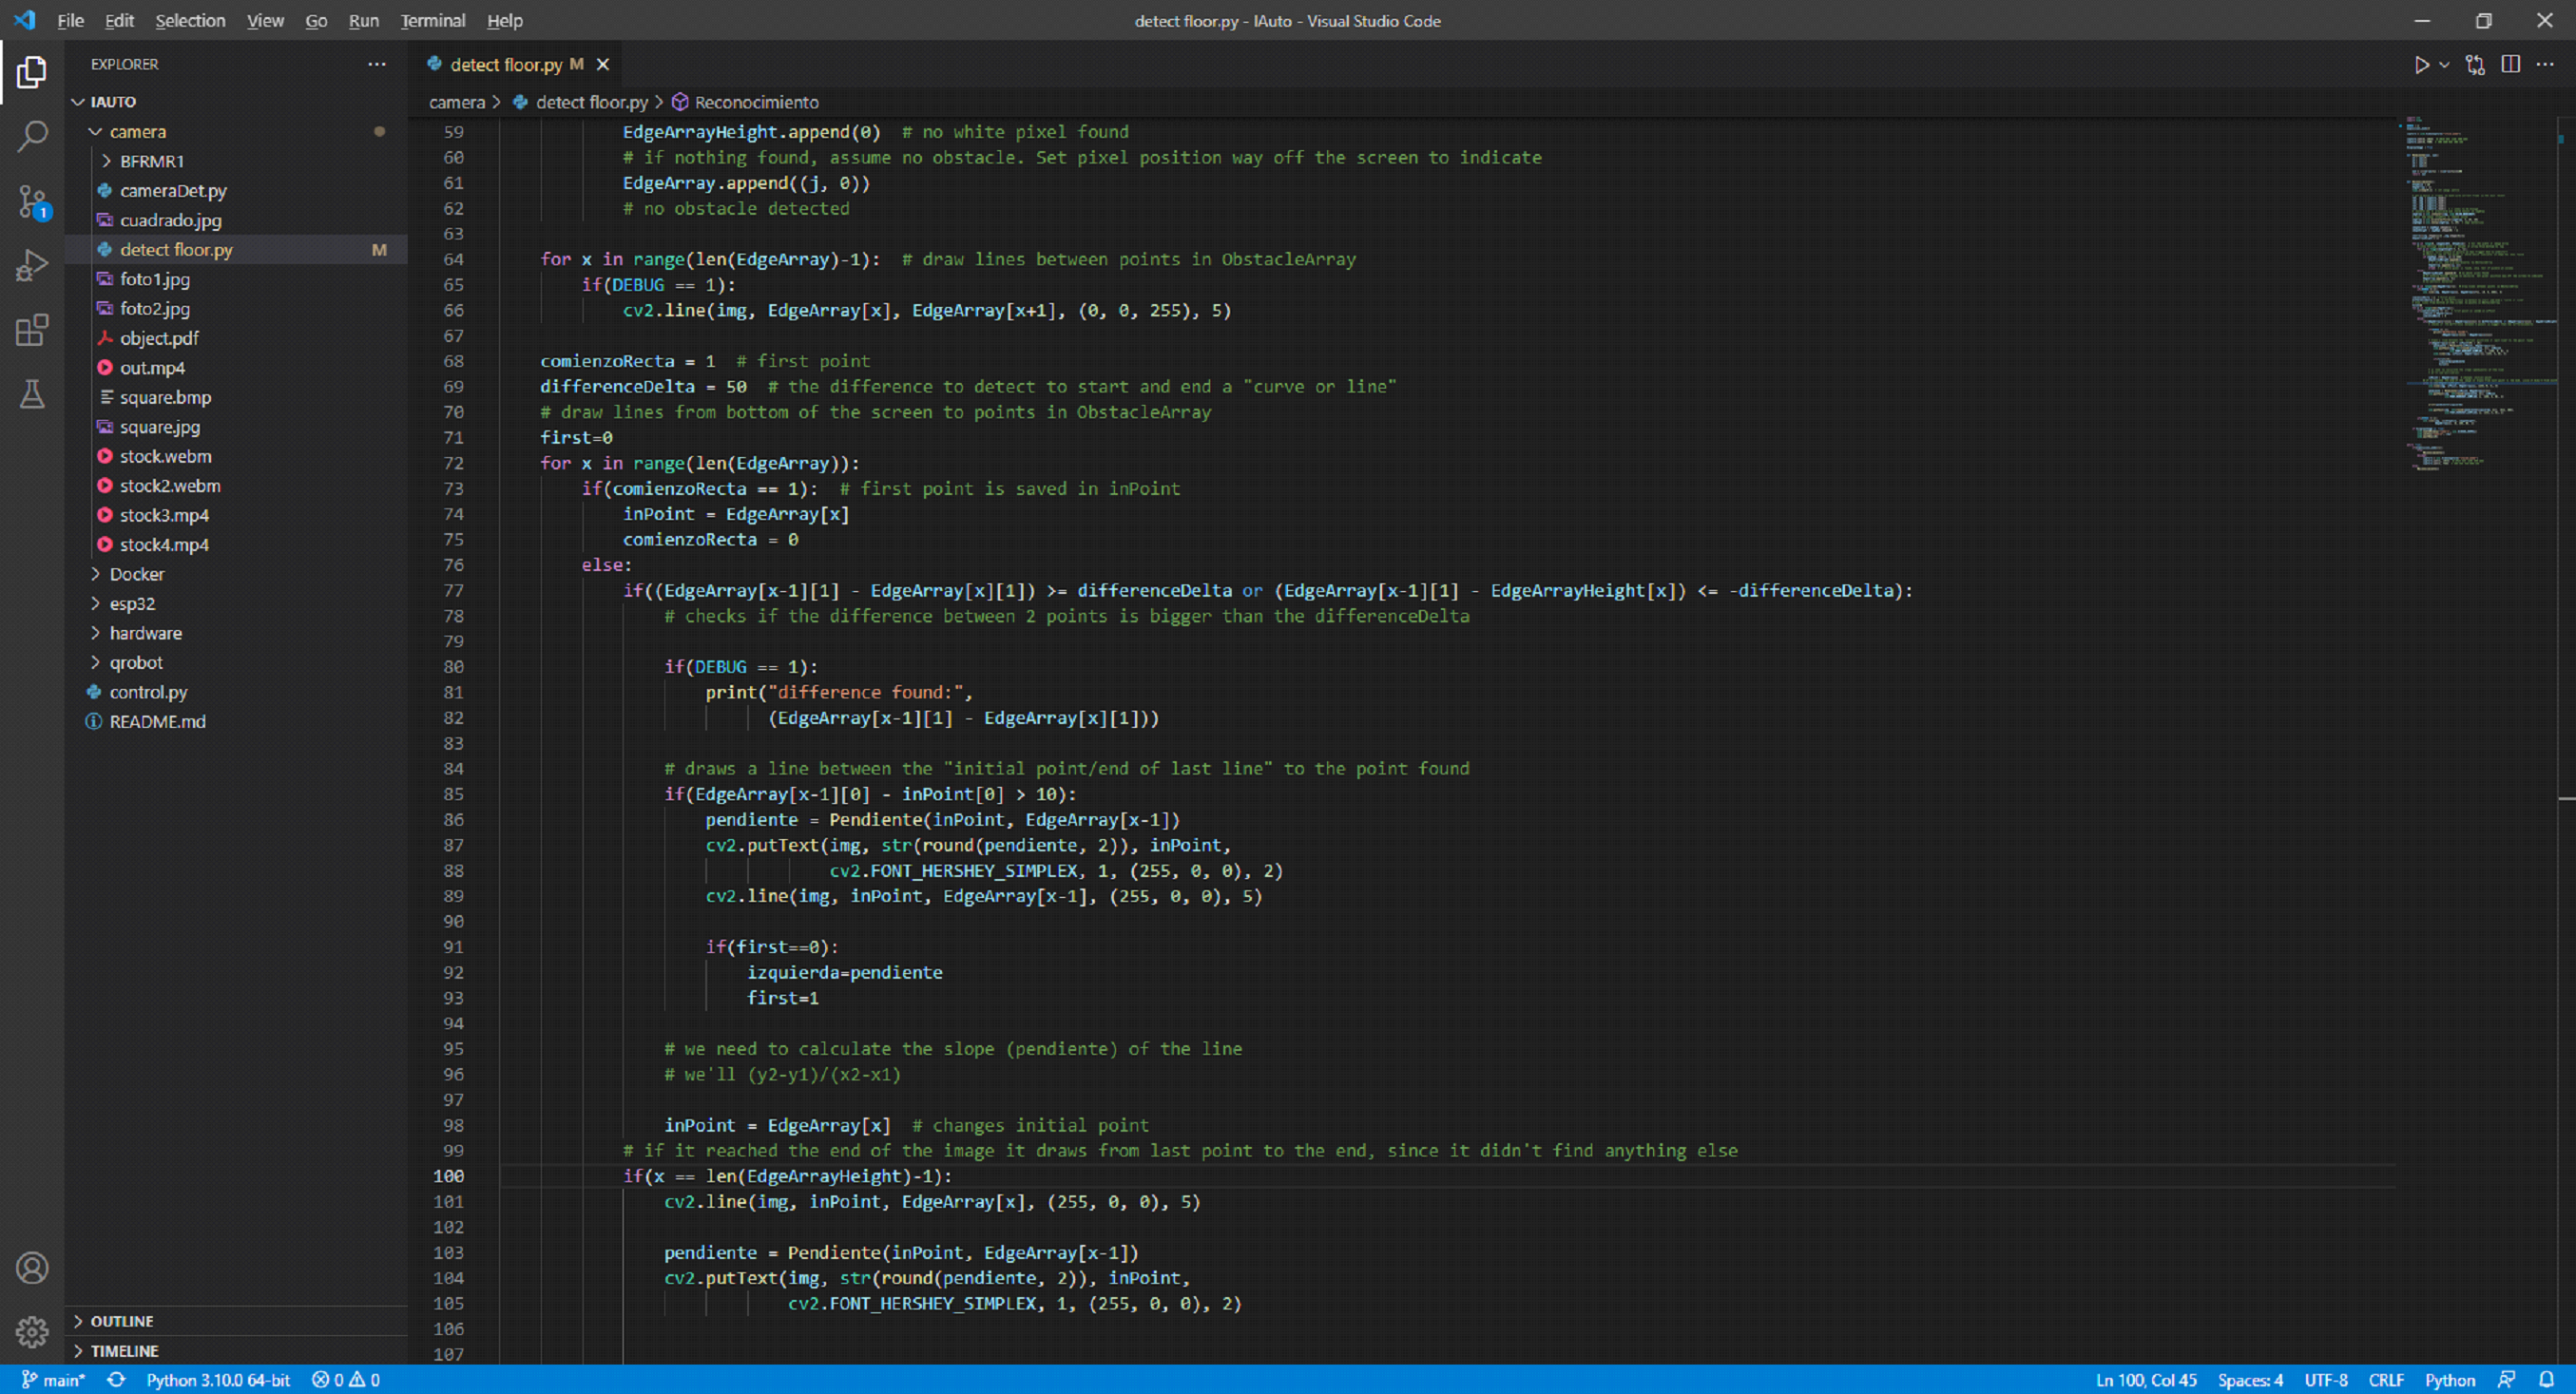 File Edit Selection View Go Run Terminal Help
detect floor.py - IAuto - Visual Studio Code
EXPLORER
IAUTO
camera
BFRMR1
cameraDet.py
cuadrado.jpg
detect floor.py M
foto1.jpg
foto2.jpg
object.pdf
out.mp4
square.bmp
square.jpg
stock.webm
stock2.webm
stock3.mp4
stock4.mp4
Docker
esp32
hardware
qrobot
control.py
README.md
OUTLINE
TIMELINE
1
detect floor.py M
camera > detect floor.py > Reconocimiento
59 EdgeArrayHeight.append(0)  # no white pixel found
60 # if nothing found, assume no obstacle. Set pixel position way off the screen to indicate
61 EdgeArray.append((j, 0))
62 # no obstacle detected
63
64 for x in range(len(EdgeArray)-1):  # draw lines between points in ObstacleArray
65 if(DEBUG == 1):
66 cv2.line(img, EdgeArray[x], EdgeArray[x+1], (0, 0, 255), 5)
67
68 comienzoRecta = 1  # first point
69 differenceDelta = 50  # the difference to detect to start and end a "curve or line"
70 # draw lines from bottom of the screen to points in ObstacleArray
71 first=0
72 for x in range(len(EdgeArray)):
73 if(comienzoRecta == 1):  # first point is saved in inPoint
74 inPoint = EdgeArray[x]
75 comienzoRecta = 0
76 else:
77 if((EdgeArray[x-1][1] - EdgeArray[x][1]) >= differenceDelta or (EdgeArray[x-1][1] - EdgeArrayHeight[x]) <= -differenceDelta):
78 # checks if the difference between 2 points is bigger than the differenceDelta
79
80 if(DEBUG == 1):
81 print("difference found:",
82 (EdgeArray[x-1][1] - EdgeArray[x][1]))
83
84 # draws a line between the "initial point/end of last line" to the point found
85 if(EdgeArray[x-1][0] - inPoint[0] > 10):
86 pendiente = Pendiente(inPoint, EdgeArray[x-1])
87 cv2.putText(img, str(round(pendiente, 2)), inPoint,
88 cv2.FONT_HERSHEY_SIMPLEX, 1, (255, 0, 0), 2)
89 cv2.line(img, inPoint, EdgeArray[x-1], (255, 0, 0), 5)
90
91 if(first==0):
92 izquierda=pendiente
93 first=1
94
95 # we need to calculate the slope (pendiente) of the line
96 # we'll (y2-y1)/(x2-x1)
97
98 inPoint = EdgeArray[x]  # changes initial point
99 # if it reached the end of the image it draws from last point to the end, since it didn't find anything else
100 if(x == len(EdgeArrayHeight)-1):
101 cv2.line(img, inPoint, EdgeArray[x], (255, 0, 0), 5)
102
103 pendiente = Pendiente(inPoint, EdgeArray[x-1])
104 cv2.putText(img, str(round(pendiente, 2)), inPoint,
105 cv2.FONT_HERSHEY_SIMPLEX, 1, (255, 0, 0), 2)
106
107
main* Python 3.10.0 64-bit 0 0 Ln 100, Col 45 Spaces: 4 UTF-8 CRLF Python